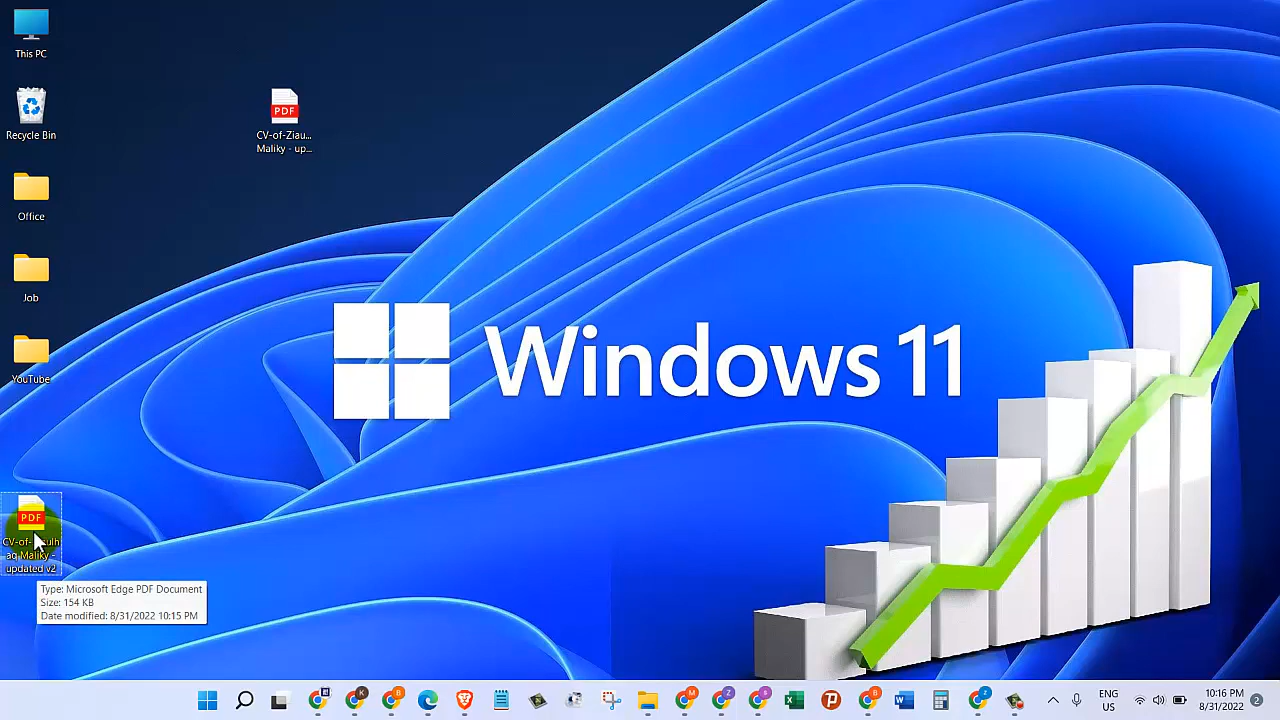 This PC
Recycle Bin
Office
Job
YouTube
PDF
CV-of-Ziau...
Maliky - up...
Windows 11
PDF
aq Maliky -
updated v2
Type: Microsoft Edge PDF Document
Size: 154 KB
Date modified: 8/31/2022 10:15 PM
K
B
M
Z
B
Z
ENG
US
10:16 PM
8/31/2022
2